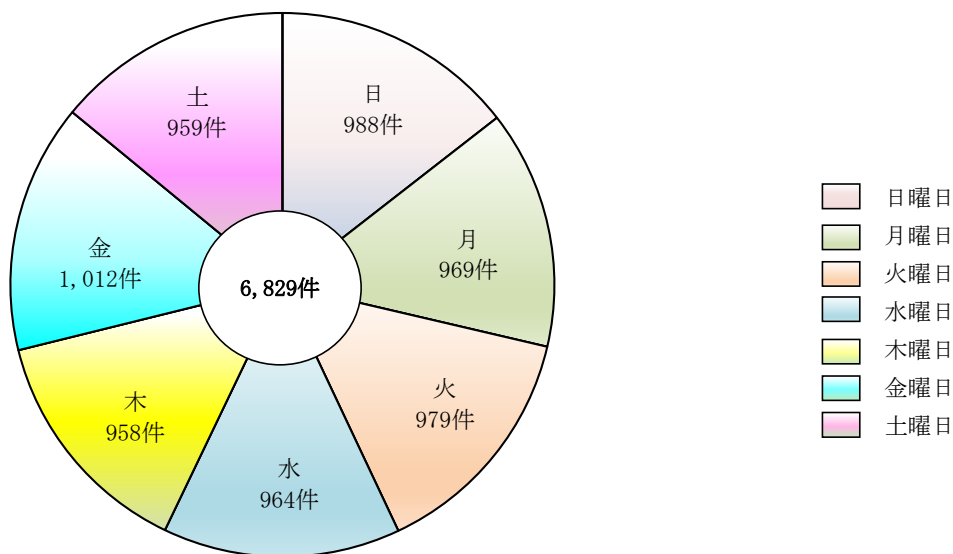 日
988件
月
969件
火
979件
水
964件
木
958件
金
1,012件
土
959件
6,829件
日曜日
月曜日
火曜日
水曜日
木曜日
金曜日
土曜日